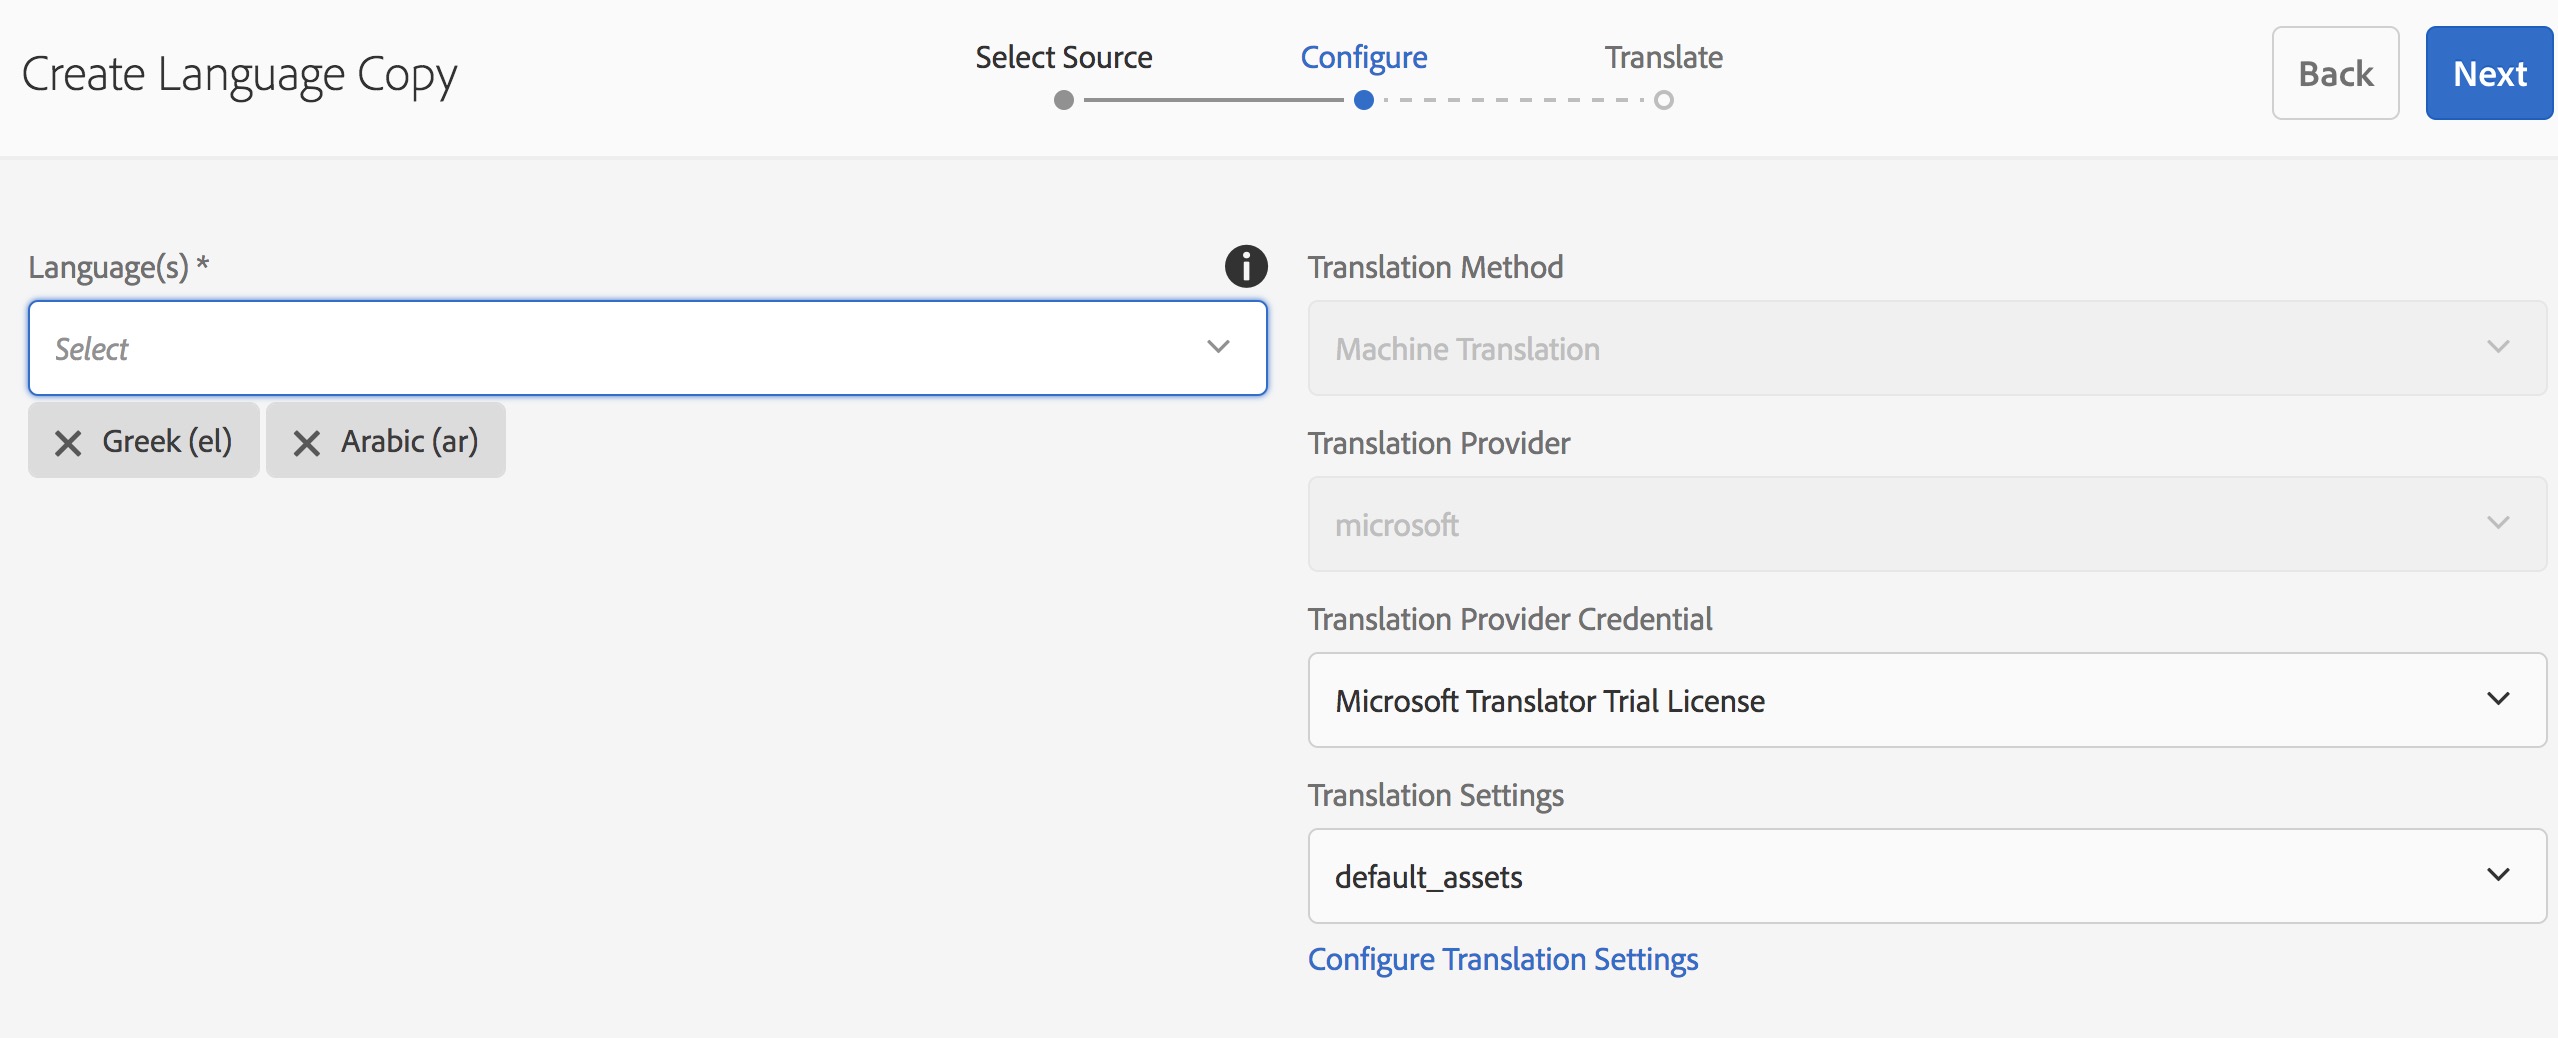 Create Language Copy
Select Source
Configure
Translate
Back
Next
Language(s) *
Select
Greek (el)
Arabic (ar)
Translation Method
Machine Translation
Translation Provider
microsoft
Translation Provider Credential
Microsoft Translator Trial License
Translation Settings
default_assets
Configure Translation Settings